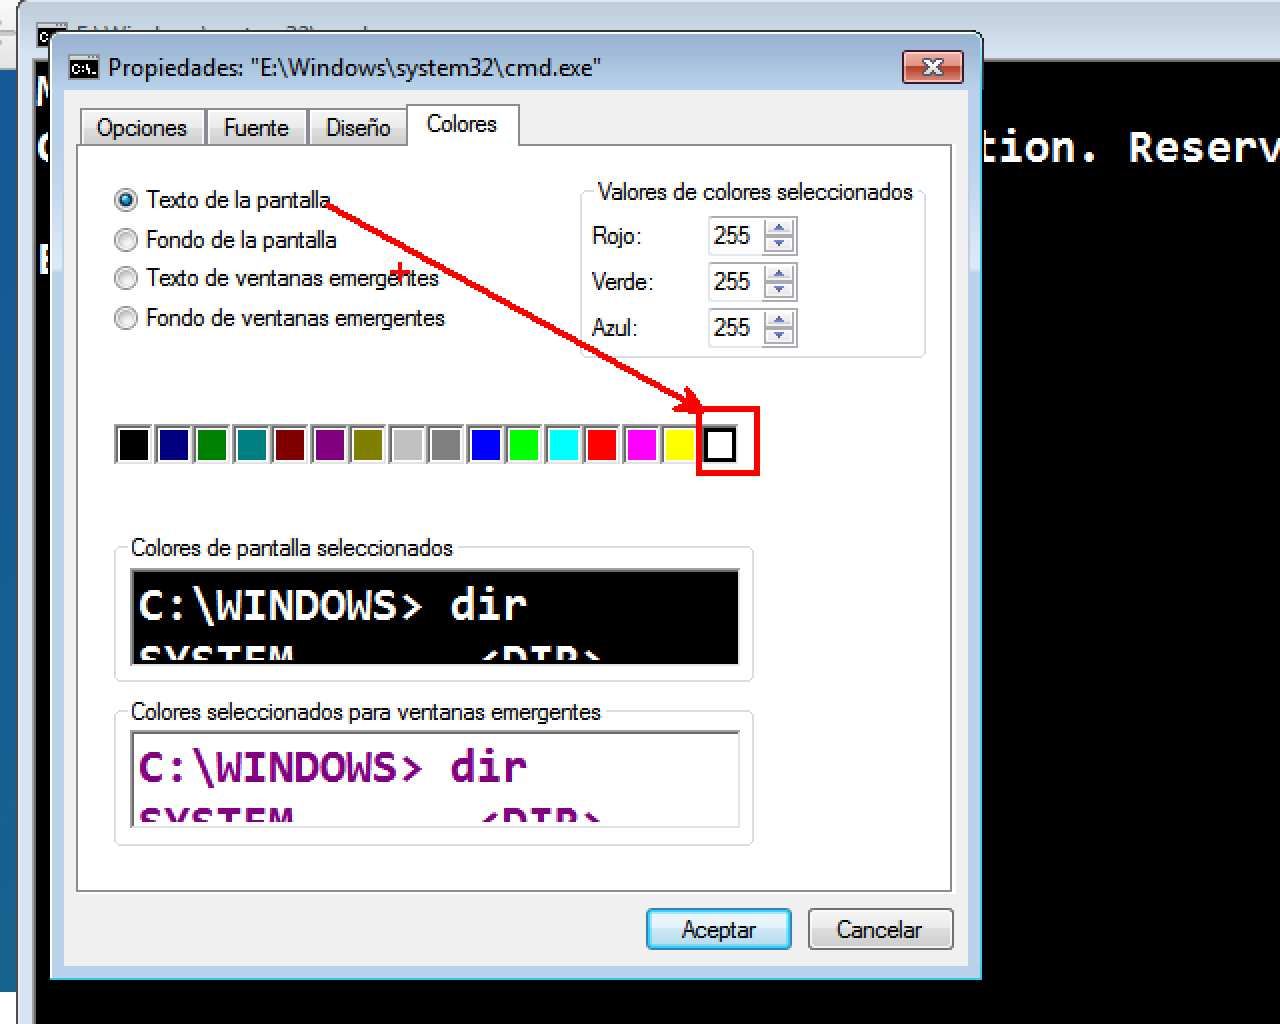 Propiedades: "E:\Windows\system32\cmd.exe"
Opciones
Fuente
Diseño
Colores
tion. Reserv
Texto de la pantalla
Fondo de la pantalla
Texto de ventanas emergentes
Fondo de ventanas emergentes
Valores de colores seleccionados
Rojo: 255
Verde: 255
Azul: 255
Colores de pantalla seleccionados
C:\WINDOWS> dir
SYSTEM <DIR>
Colores seleccionados para ventanas emergentes
C:\WINDOWS> dir
SYSTEM <DIR>
Aceptar
Cancelar